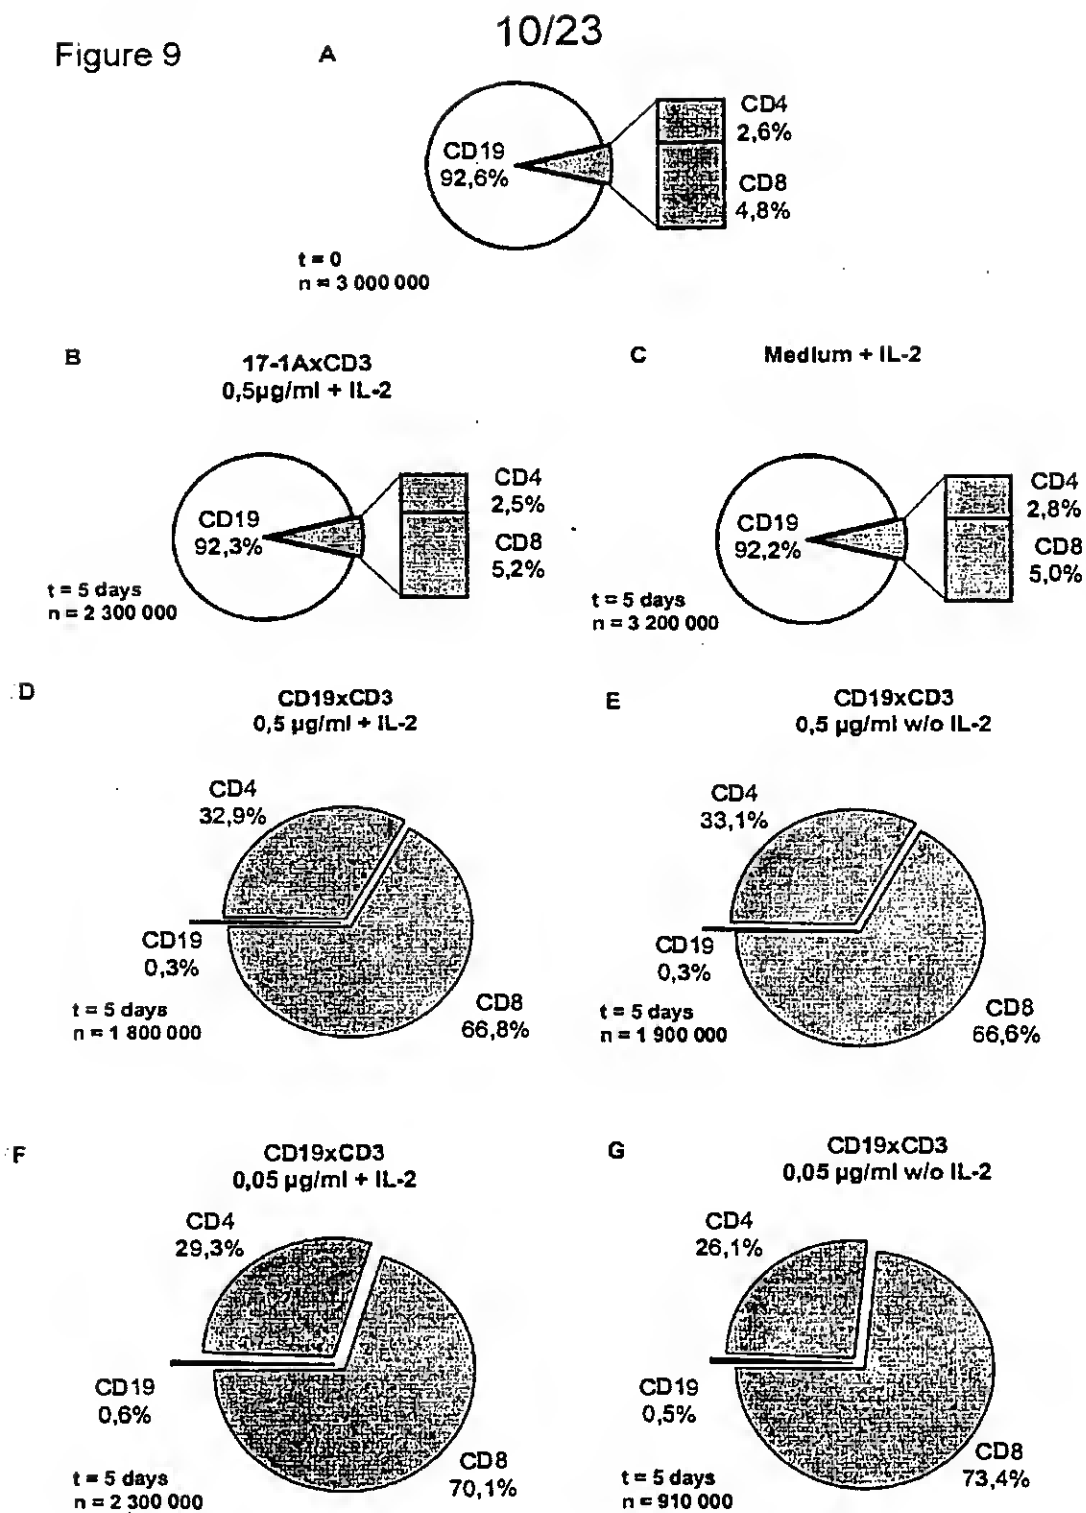 10/23
Figure 9
A
CD19
92,6%
CD4
2,6%
CD8
4,8%
t = 0
n = 3 000 000
B
17-1AxCD3
0,5µg/ml + IL-2
CD19
92,3%
CD4
2,5%
CD8
5,2%
t = 5 days
n = 2 300 000
C
Medium + IL-2
CD19
92,2%
CD4
2,8%
CD8
5,0%
t = 5 days
n = 3 200 000
D
CD19xCD3
0,5 µg/ml + IL-2
CD4
32,9%
CD19
0,3%
CD8
66,8%
t = 5 days
n = 1 800 000
E
CD19xCD3
0,5 µg/ml w/o IL-2
CD4
33,1%
CD19
0,3%
CD8
66,6%
t = 5 days
n = 1 900 000
F
CD19xCD3
0,05 µg/ml + IL-2
CD4
29,3%
CD19
0,6%
CD8
70,1%
t = 5 days
n = 2 300 000
G
CD19xCD3
0,05 µg/ml w/o IL-2
CD4
26,1%
CD19
0,5%
CD8
73,4%
t = 5 days
n = 910 000